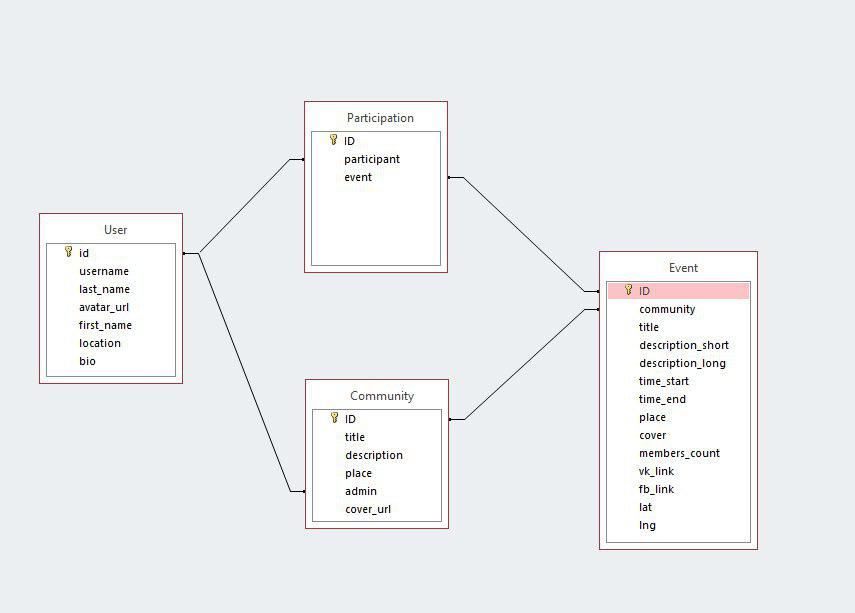 Participation
ID
participant
event
User
id
username
last_name
avatar_url
first_name
location
bio
Event
ID
community
title
description_short
description_long
time_start
time_end
place
cover
members_count
vk_link
fb_link
lat
lng
Community
ID
title
description
place
admin
cover_url